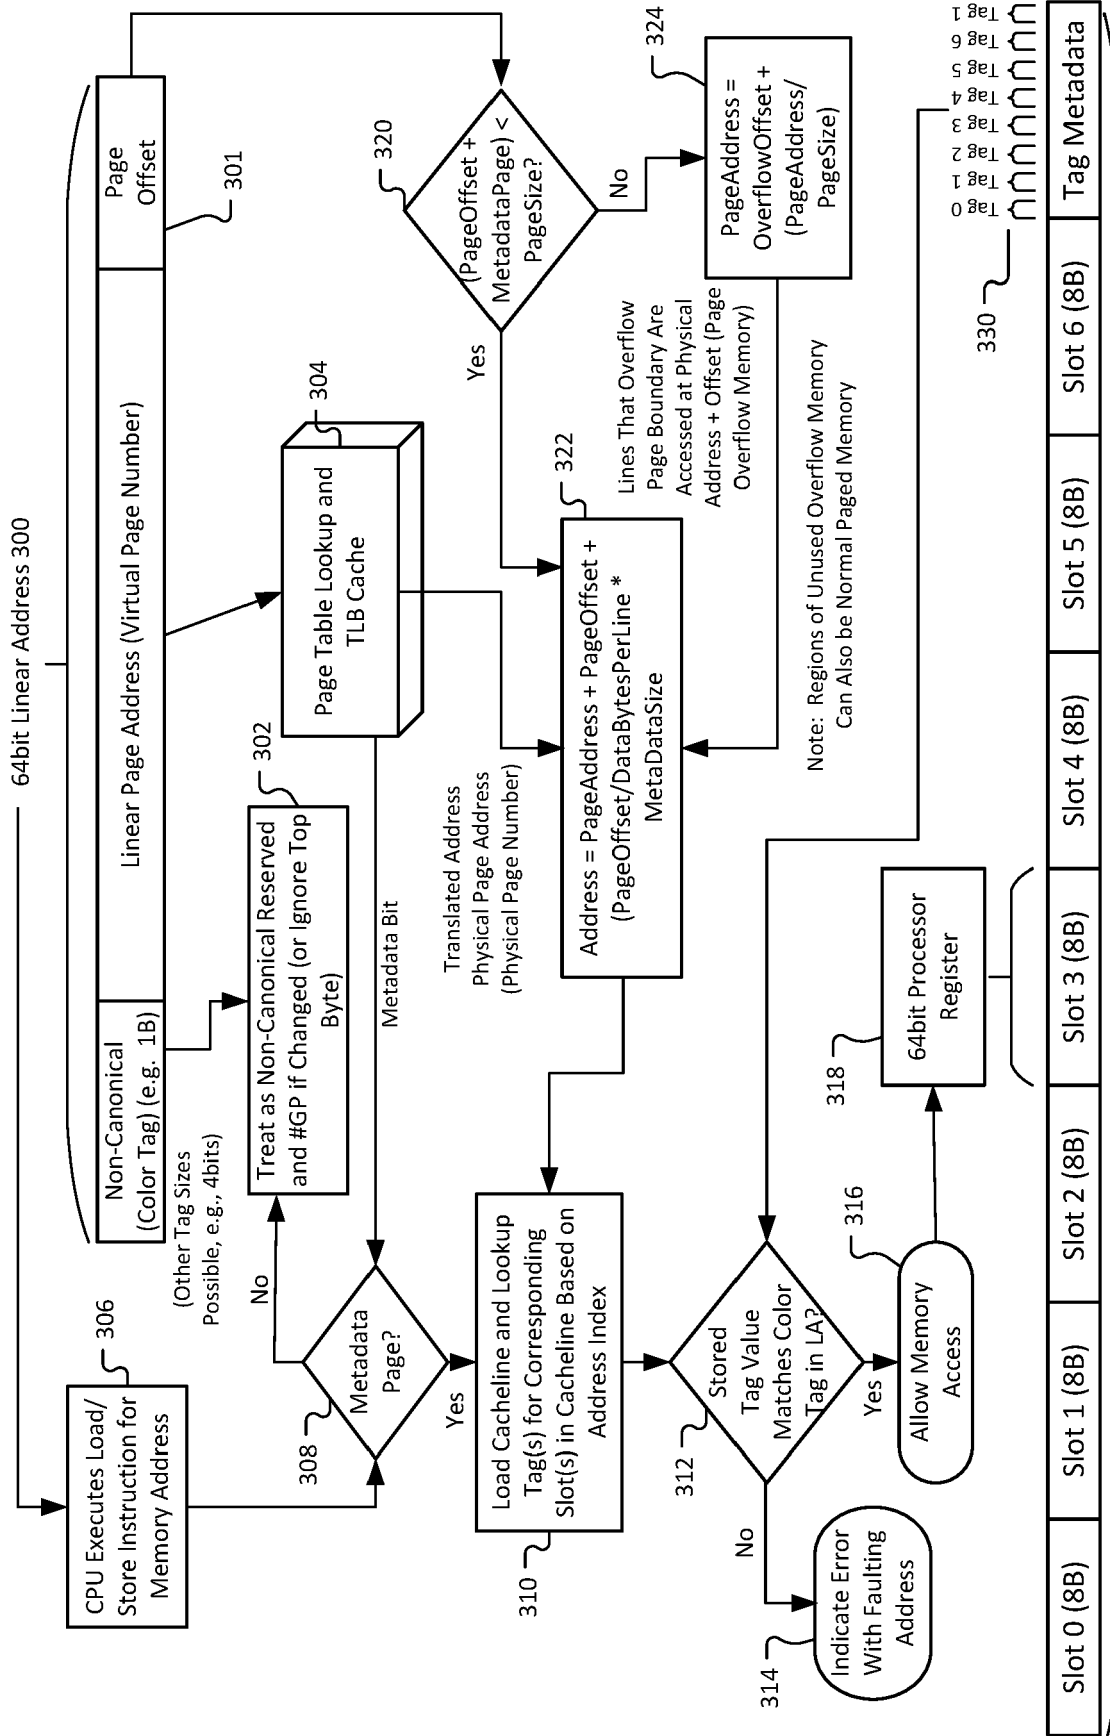 64bit Linear Address 300
Non-Canonical
(Color Tag) (e.g. 1B)
Linear Page Address (Virtual Page Number)
Page
Offset
301
(Other Tag Sizes
Possible, e.g., 4bits)
306
CPU Executes Load/
Store Instruction for
Memory Address
302
Treat as Non-Canonical Reserved
and #GP if Changed (or Ignore Top
Byte)
304
Page Table Lookup and
TLB Cache
No
308
Metadata
Page?
Metadata Bit
Yes
320
(PageOffset +
MetadataPage) <
PageSize?
Yes
No
Translated Address
Physical Page Address
(Physical Page Number)
322
Address = PageAddress + PageOffset +
(PageOffset/DataBytesPerLine *
MetaDataSize
Lines That Overflow
Page Boundary Are
Accessed at Physical
Address + Offset (Page
Overflow Memory)
324
PageAddress =
OverflowOffset +
(PageAddress/
PageSize)
310
Load Cacheline and Lookup
Tag(s) for Corresponding
Slot(s) in Cacheline Based on
Address Index
312
Stored
Tag Value
Matches Color
Tag in LA?
No
Yes
Note: Regions of Unused Overflow Memory
Can Also be Normal Paged Memory
314
Indicate Error
With Faulting
Address
316
Allow Memory
Access
318
64bit Processor
Register
330
Tag 0
Tag 1
Tag 2
Tag 3
Tag 4
Tag 5
Tag 6
Tag 1
Slot 0 (8B)
Slot 1 (8B)
Slot 2 (8B)
Slot 3 (8B)
Slot 4 (8B)
Slot 5 (8B)
Slot 6 (8B)
Tag Metadata